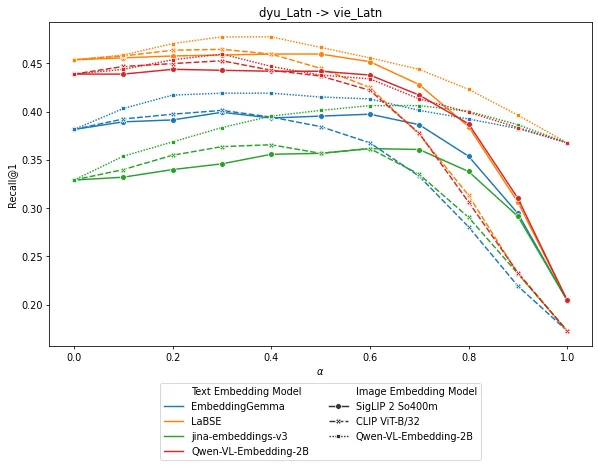 dyu_Latn -> vie_Latn
Recall@1
0.45
0.40
0.35
0.30
0.25
0.20
0.0
0.2
0.4
0.6
0.8
1.0
α
Text Embedding Model
EmbeddingGemma
LaBSE
jina-embeddings-v3
Qwen-VL-Embedding-2B
Image Embedding Model
SigLIP 2 So400m
CLIP ViT-B/32
Qwen-VL-Embedding-2B